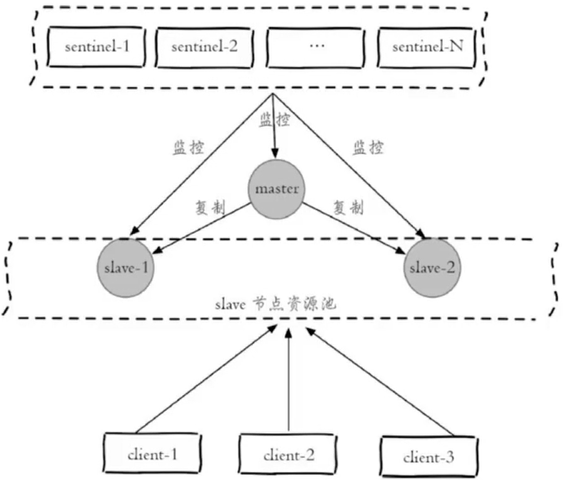 sentinel-1 sentinel-2 ... sentinel-N
监控
监控 监控
master
复制 复制
slave-1 slave-2
slave 节点资源池
client-1 client-2 client-3